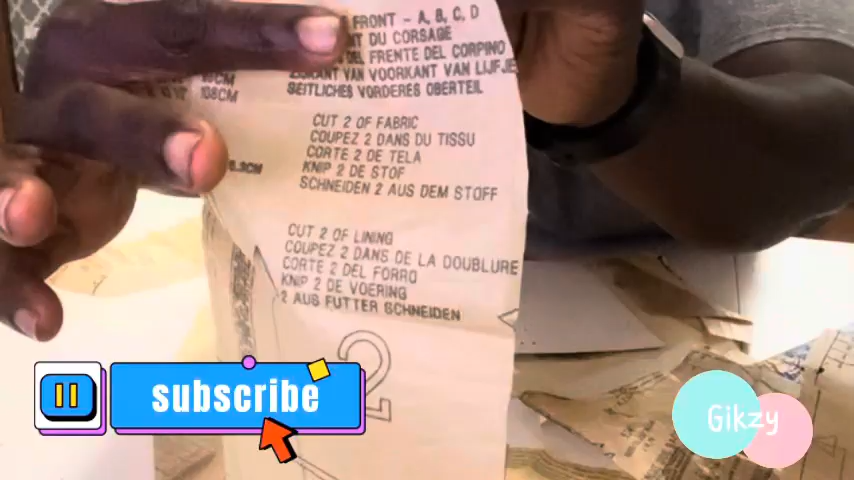 FRONT - A, B, C, D
DU CORSAGE
DEL FRENTE DEL CORPINO
VAN VOORKANT VAN LIJFJE
SEITLICHES VORDERES OBERTEIL
108CM
CUT 2 OF FABRIC
COUPEZ 2 DANS DU TISSU
CORTE 2 DE TELA
KNIP 2 DE STOF
SCHNEIDEN 2 AUS DEM STOFF
CUT 2 OF LINING
COUPEZ 2 DANS DE LA DOUBLURE
CORTE 2 DEL FORRO
KNIP 2 DE VOERING
2 AUS FUTTER SCHNEIDEN
2
subscribe
Gikzy